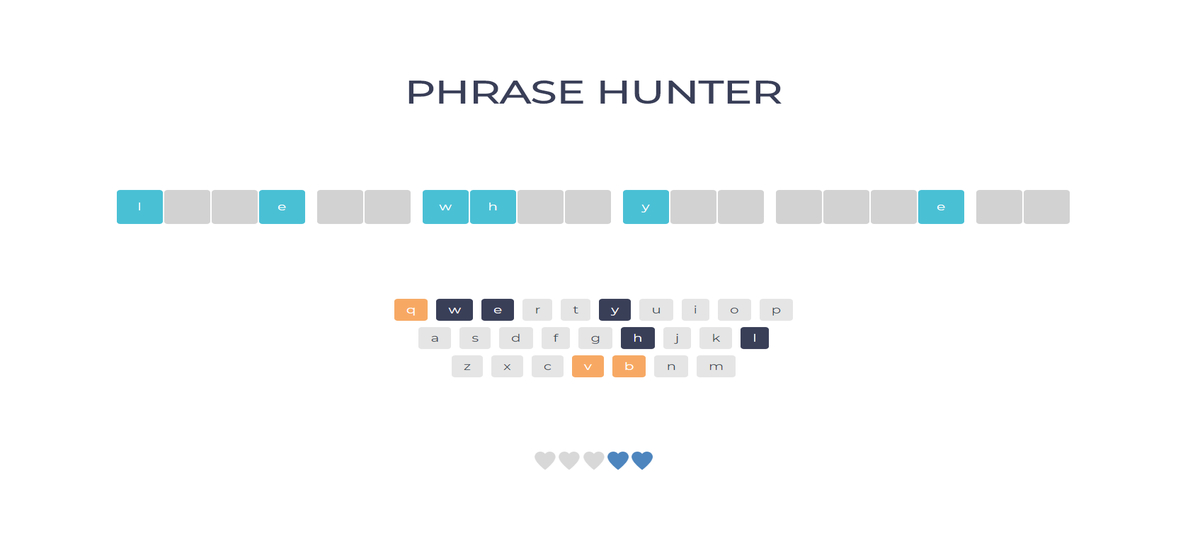 PHRASE HUNTER
l e w h y e
q w e r t y u i o p
a s d f g h j k l
z x c v b n m